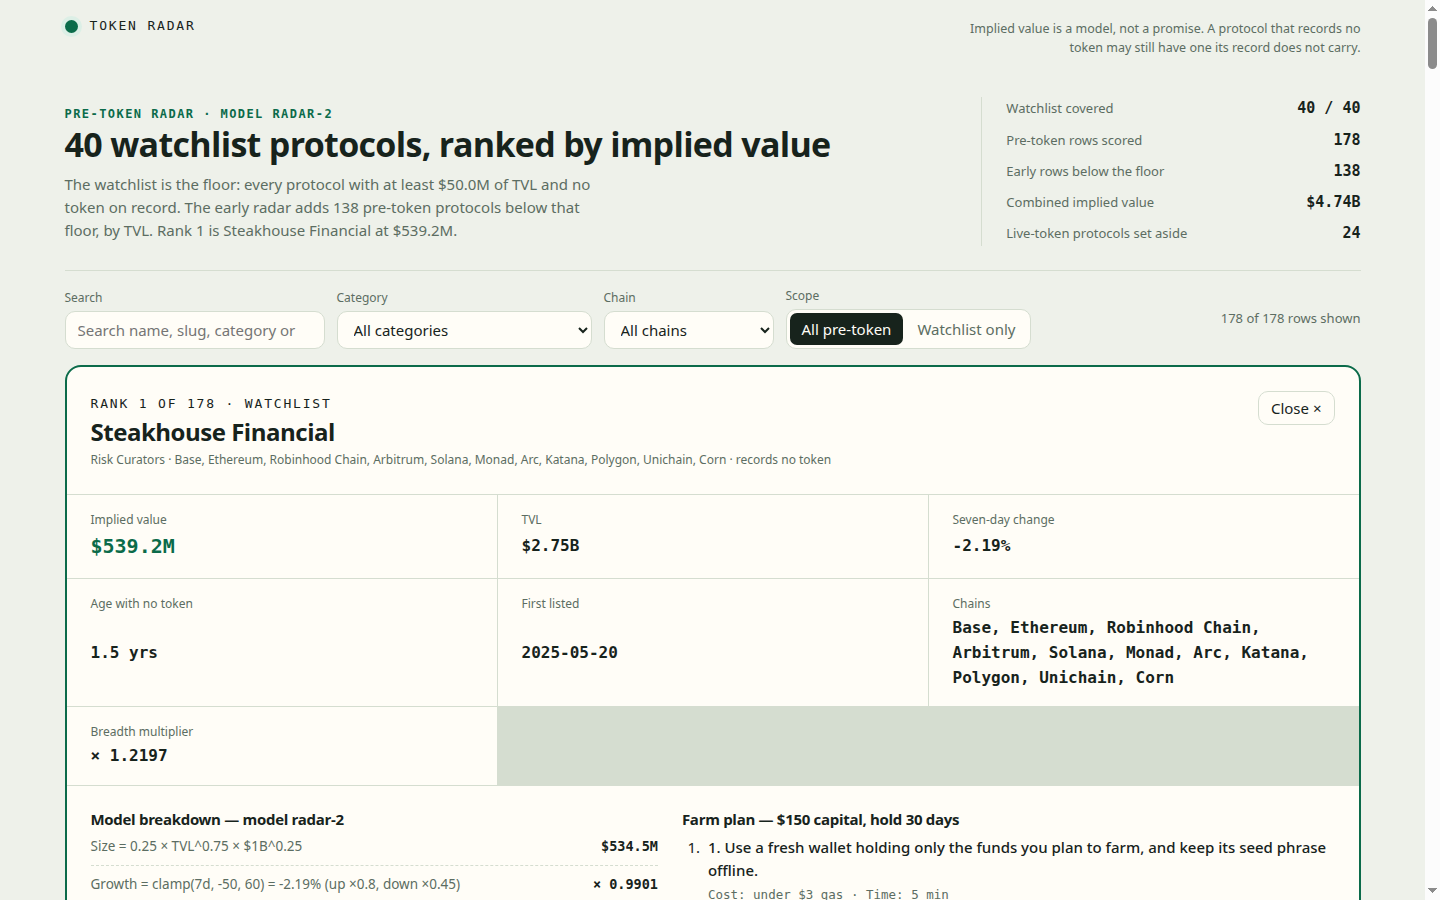 TOKEN RADAR
Implied value is a model, not a promise. A protocol that records no
token may still have one its record does not carry.
PRE-TOKEN RADAR · MODEL RADAR-2
40 watchlist protocols, ranked by implied value
The watchlist is the floor: every protocol with at least $50.0M of TVL and no
token on record. The early radar adds 138 pre-token protocols below that
floor, by TVL. Rank 1 is Steakhouse Financial at $539.2M.
Watchlist covered 40 / 40
Pre-token rows scored 178
Early rows below the floor 138
Combined implied value $4.74B
Live-token protocols set aside 24
Search
Search name, slug, category or
Category
All categories
Chain
All chains
Scope
All pre-token Watchlist only
178 of 178 rows shown
RANK 1 OF 178 · WATCHLIST
Close ×
Steakhouse Financial
Risk Curators · Base, Ethereum, Robinhood Chain, Arbitrum, Solana, Monad, Arc, Katana, Polygon, Unichain, Corn · records no token
Implied value
$539.2M
TVL
$2.75B
Seven-day change
-2.19%
Age with no token
1.5 yrs
First listed
2025-05-20
Chains
Base, Ethereum, Robinhood Chain,
Arbitrum, Solana, Monad, Arc, Katana,
Polygon, Unichain, Corn
Breadth multiplier
× 1.2197
Model breakdown — model radar-2
Size = 0.25 × TVL^0.75 × $1B^0.25 $534.5M
Growth = clamp(7d, -50, 60) = -2.19% (up ×0.8, down ×0.45) × 0.9901
Farm plan — $150 capital, hold 30 days
1. 1. Use a fresh wallet holding only the funds you plan to farm, and keep its seed phrase
offline.
Cost: under $3 gas · Time: 5 min